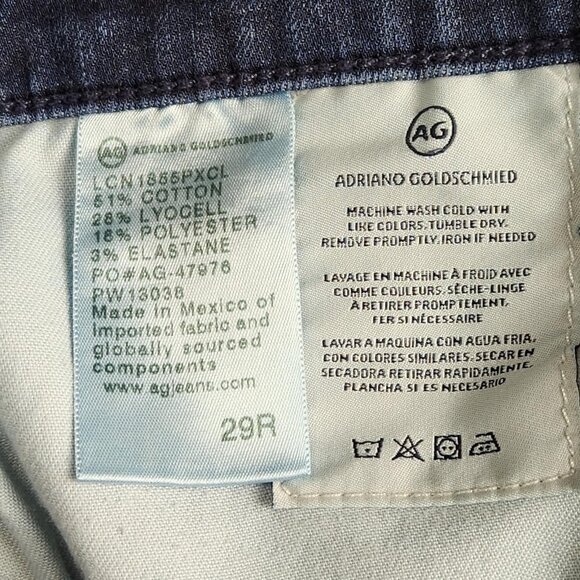 AG ADRIANO GOLDSCHMIED
LCN1855PXCL
51% COTTON
28% LYOCELL
18% POLYESTER
3% ELASTANE
PO#AG-47976
PW13038
Made in Mexico of
imported fabric and
globally sourced
components
www.agjeans.com
29R
AG
ADRIANO GOLDSCHMIED
MACHINE WASH COLD WITH
LIKE COLORS. TUMBLE DRY.
REMOVE PROMPTLY. IRON IF NEEDED
LAVAGE EN MACHINE À FROID AVEC
COMME COULEURS. SÈCHE-LINGE
À RETIRER PROMPTEMENT,
FER SI NÉCESSAIRE
LAVAR A MAQUINA CON AGUA FRIA,
CON COLORES SIMILARES. SECAR EN
SECADORA RETIRAR RAPIDAMENTE,
PLANCHA SI ES NECESARIO